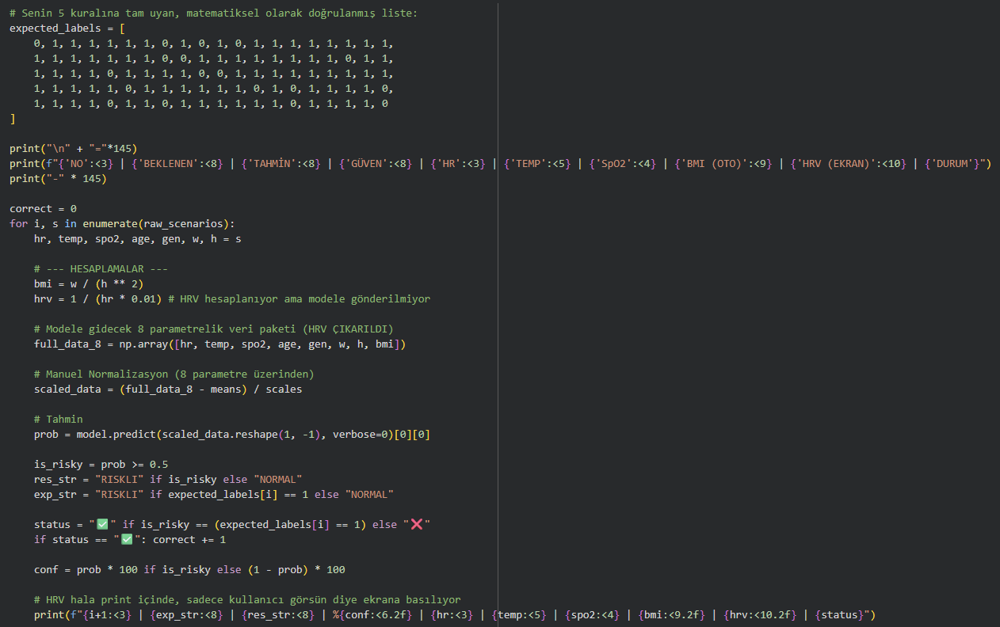 # Senin 5 kuralına tam uyan, matematiksel olarak doğrulanmış liste:
expected_labels = [
    0, 1, 1, 1, 1, 1, 1, 0, 1, 0, 1, 0, 1, 1, 1, 1, 1, 1, 1, 1,
    1, 1, 1, 1, 1, 1, 1, 0, 0, 1, 1, 1, 1, 1, 1, 1, 1, 0, 1, 1,
    1, 1, 1, 1, 0, 1, 1, 1, 1, 0, 0, 1, 1, 1, 1, 1, 1, 1, 1, 1,
    1, 1, 1, 1, 1, 0, 1, 1, 1, 1, 1, 1, 0, 1, 0, 1, 1, 1, 1, 0,
    1, 1, 1, 1, 0, 1, 1, 0, 1, 1, 1, 1, 1, 1, 0, 1, 1, 1, 1, 0
]
print("\n" + "="*145)
print(f"{'NO':<3} | {'BEKLENEN':<8} | {'TAHMİN':<8} | {'GÜVEN':<8} | {'HR':<3} | {'TEMP':<5} | {'SpO2':<4} | {'BMI (OTO)':<9} | {'HRV (EKRAN)':<10} | {'DURUM'}")
print("-" * 145)
correct = 0
for i, s in enumerate(raw_scenarios):
    hr, temp, spo2, age, gen, w, h = s
    # --- HESAPLAMALAR ---
    bmi = w / (h ** 2)
    hrv = 1 / (hr * 0.01) # HRV hesaplanıyor ama modele gönderilmiyor
    # Modele gidecek 8 parametrelik veri paketi (HRV ÇIKARILDI)
    full_data_8 = np.array([hr, temp, spo2, age, gen, w, h, bmi])
    # Manuel Normalizasyon (8 parametre üzerinden)
    scaled_data = (full_data_8 - means) / scales
    # Tahmin
    prob = model.predict(scaled_data.reshape(1, -1), verbose=0)[0][0]
    is_risky = prob >= 0.5
    res_str = "RISKLI" if is_risky else "NORMAL"
    exp_str = "RISKLI" if expected_labels[i] == 1 else "NORMAL"
    status = "✅" if is_risky == (expected_labels[i] == 1) else "❌"
    if status == "✅": correct += 1
    conf = prob * 100 if is_risky else (1 - prob) * 100
    # HRV hala print içinde, sadece kullanıcı görsün diye ekrana basılıyor
    print(f"{i+1:<3} | {exp_str:<8} | {res_str:<8} | %{conf:<6.2f} | {hr:<3} | {temp:<5} | {spo2:<4} | {bmi:<9.2f} | {hrv:<10.2f} | {status}")